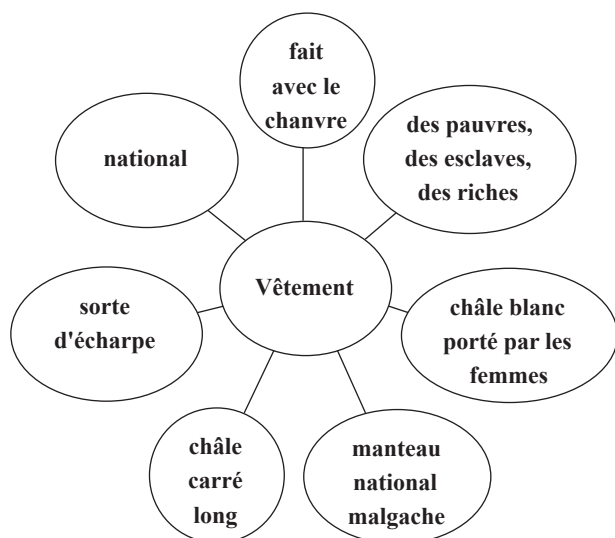 fait
avec le
chanvre
national
des pauvres,
des esclaves,
des riches
Vêtement
sorte
d'écharpe
châle blanc
porté par les
femmes
châle
carré
long
manteau
national
malgache